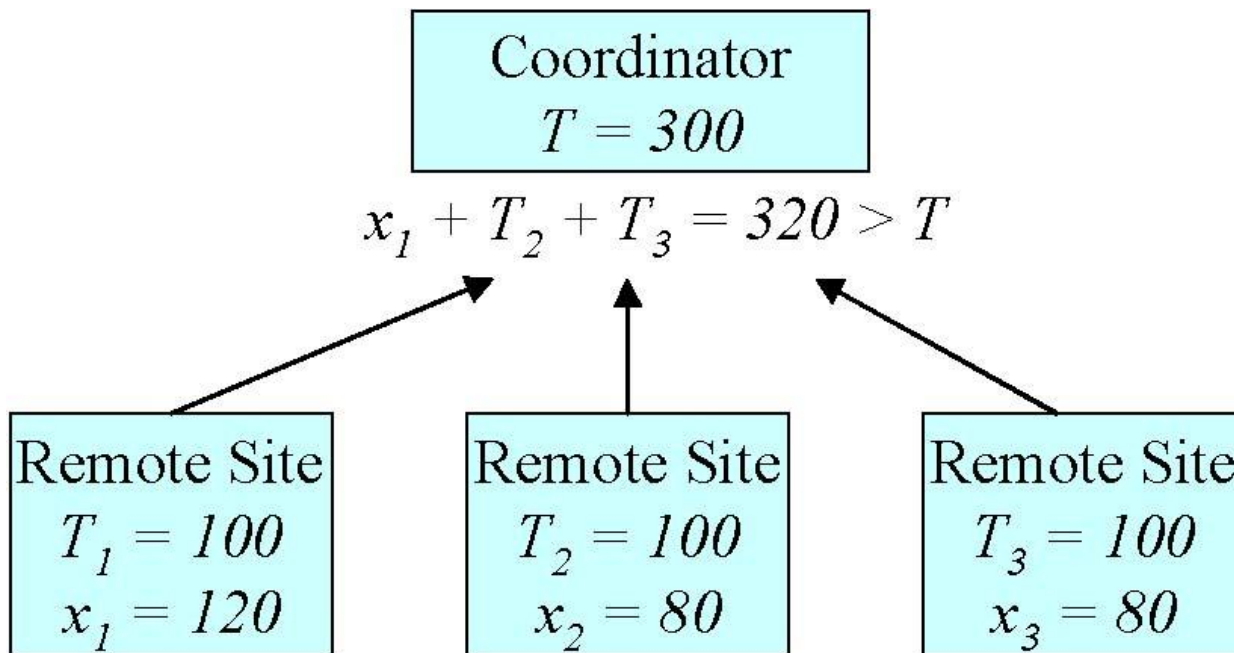 Coordinator
T = 300
x₁ + T₂ + T₃ = 320 > T
Remote Site
T₁ = 100
x₁ = 120
Remote Site
T₂ = 100
x₂ = 80
Remote Site
T₃ = 100
x₃ = 80